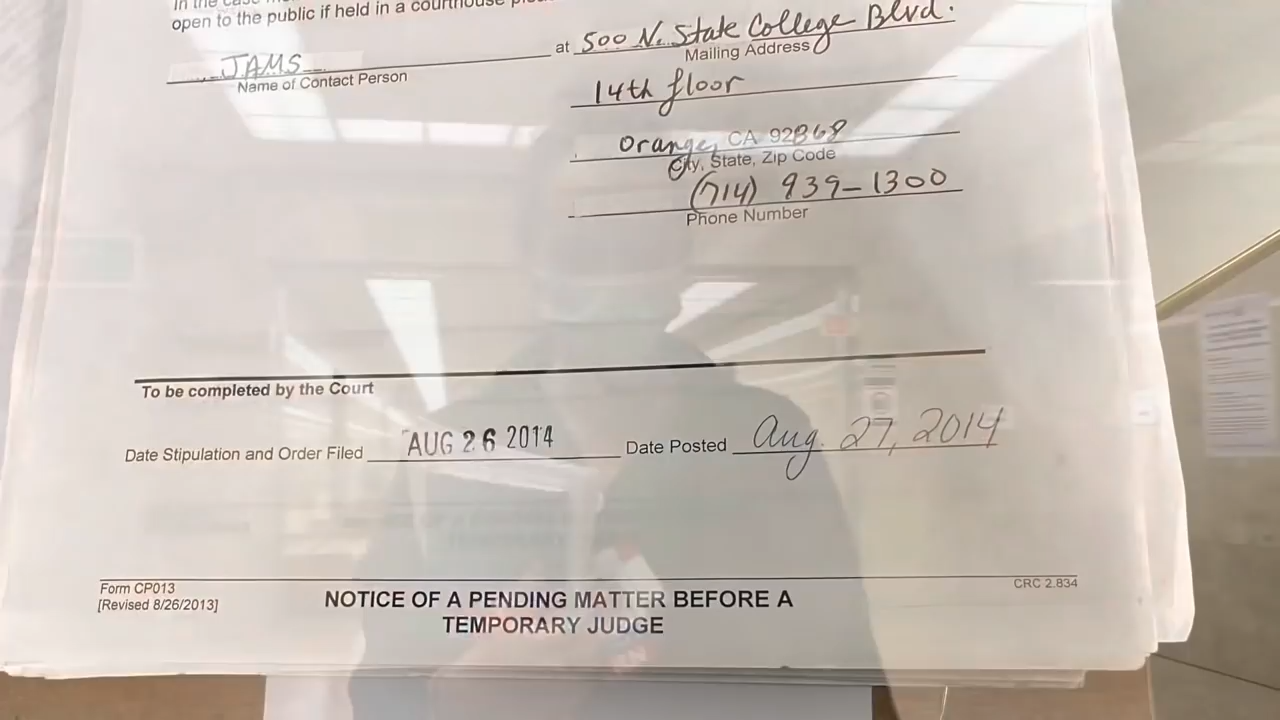 open to the public if held in a courthouse
JAMS at 500 N. State College Blvd.
Name of Contact Person Mailing Address
14th floor
Orange, CA 92868
City, State, Zip Code
(714) 939-1300
Phone Number
To be completed by the Court
Date Stipulation and Order Filed AUG 26 2014 Date Posted Aug. 27, 2014
Form CP013 CRC 2.834
[Revised 8/26/2013]
NOTICE OF A PENDING MATTER BEFORE A
TEMPORARY JUDGE